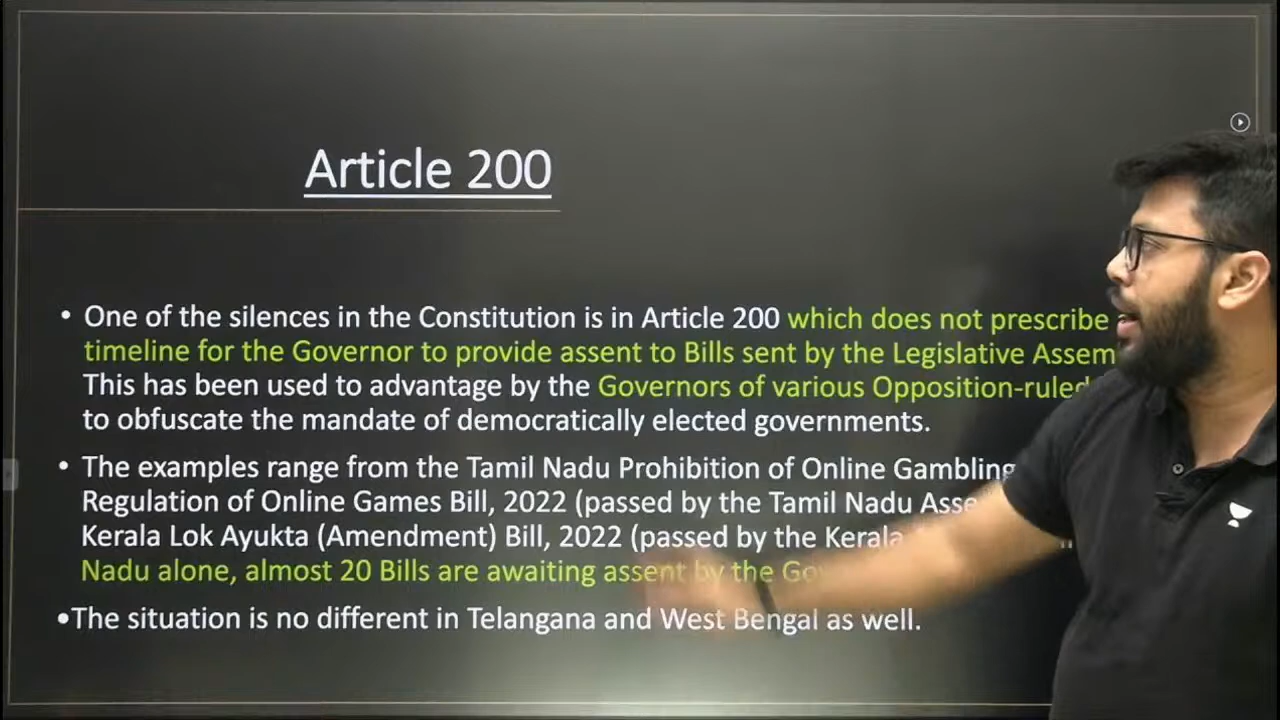 Article 200
• One of the silences in the Constitution is in Article 200 which does not prescribe
timeline for the Governor to provide assent to Bills sent by the Legislative Assem
This has been used to advantage by the Governors of various Opposition-ruled
to obfuscate the mandate of democratically elected governments.
• The examples range from the Tamil Nadu Prohibition of Online Gambling
Regulation of Online Games Bill, 2022 (passed by the Tamil Nadu Asse
Kerala Lok Ayukta (Amendment) Bill, 2022 (passed by the Kerala
Nadu alone, almost 20 Bills are awaiting assent by the Gov
•The situation is no different in Telangana and West Bengal as well.